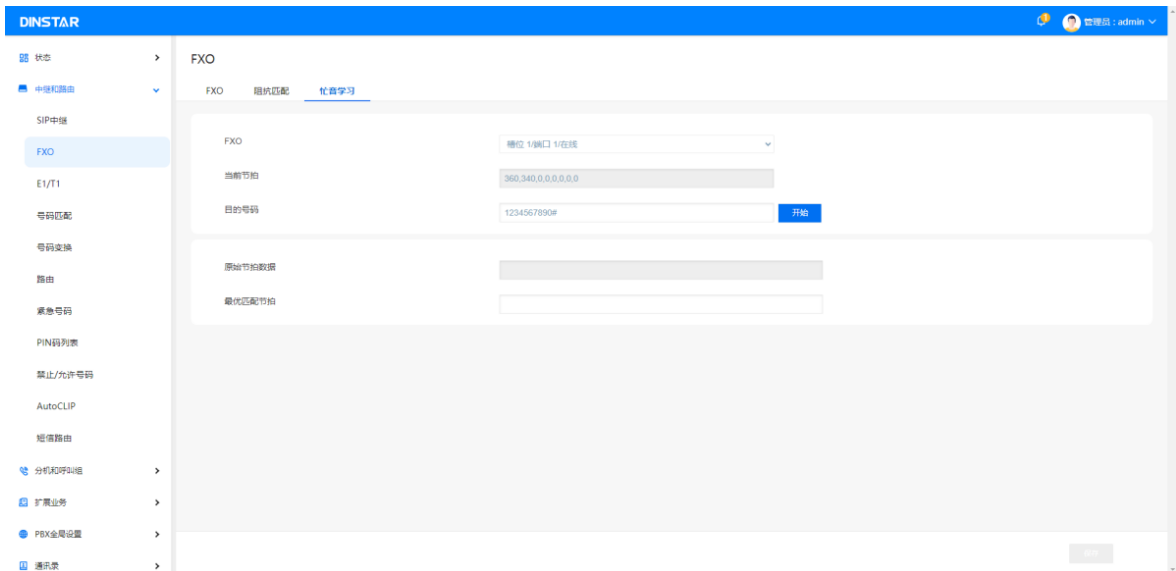 DINSTAR
管理员 : admin
状态
中继和路由
SIP中继
FXO
E1/T1
号码匹配
号码变换
路由
紧急号码
PIN码列表
禁止/允许号码
AutoCLIP
短信路由
分机和呼叫组
扩展业务
PBX全局设置
通讯录
FXO
FXO 阻抗匹配 忙音学习
FXO 槽位 1/端口 1/在线
当前节拍 360,340,0,0,0,0,0,0
目的号码 1234567890# 开始
原始节拍数据
最优匹配节拍